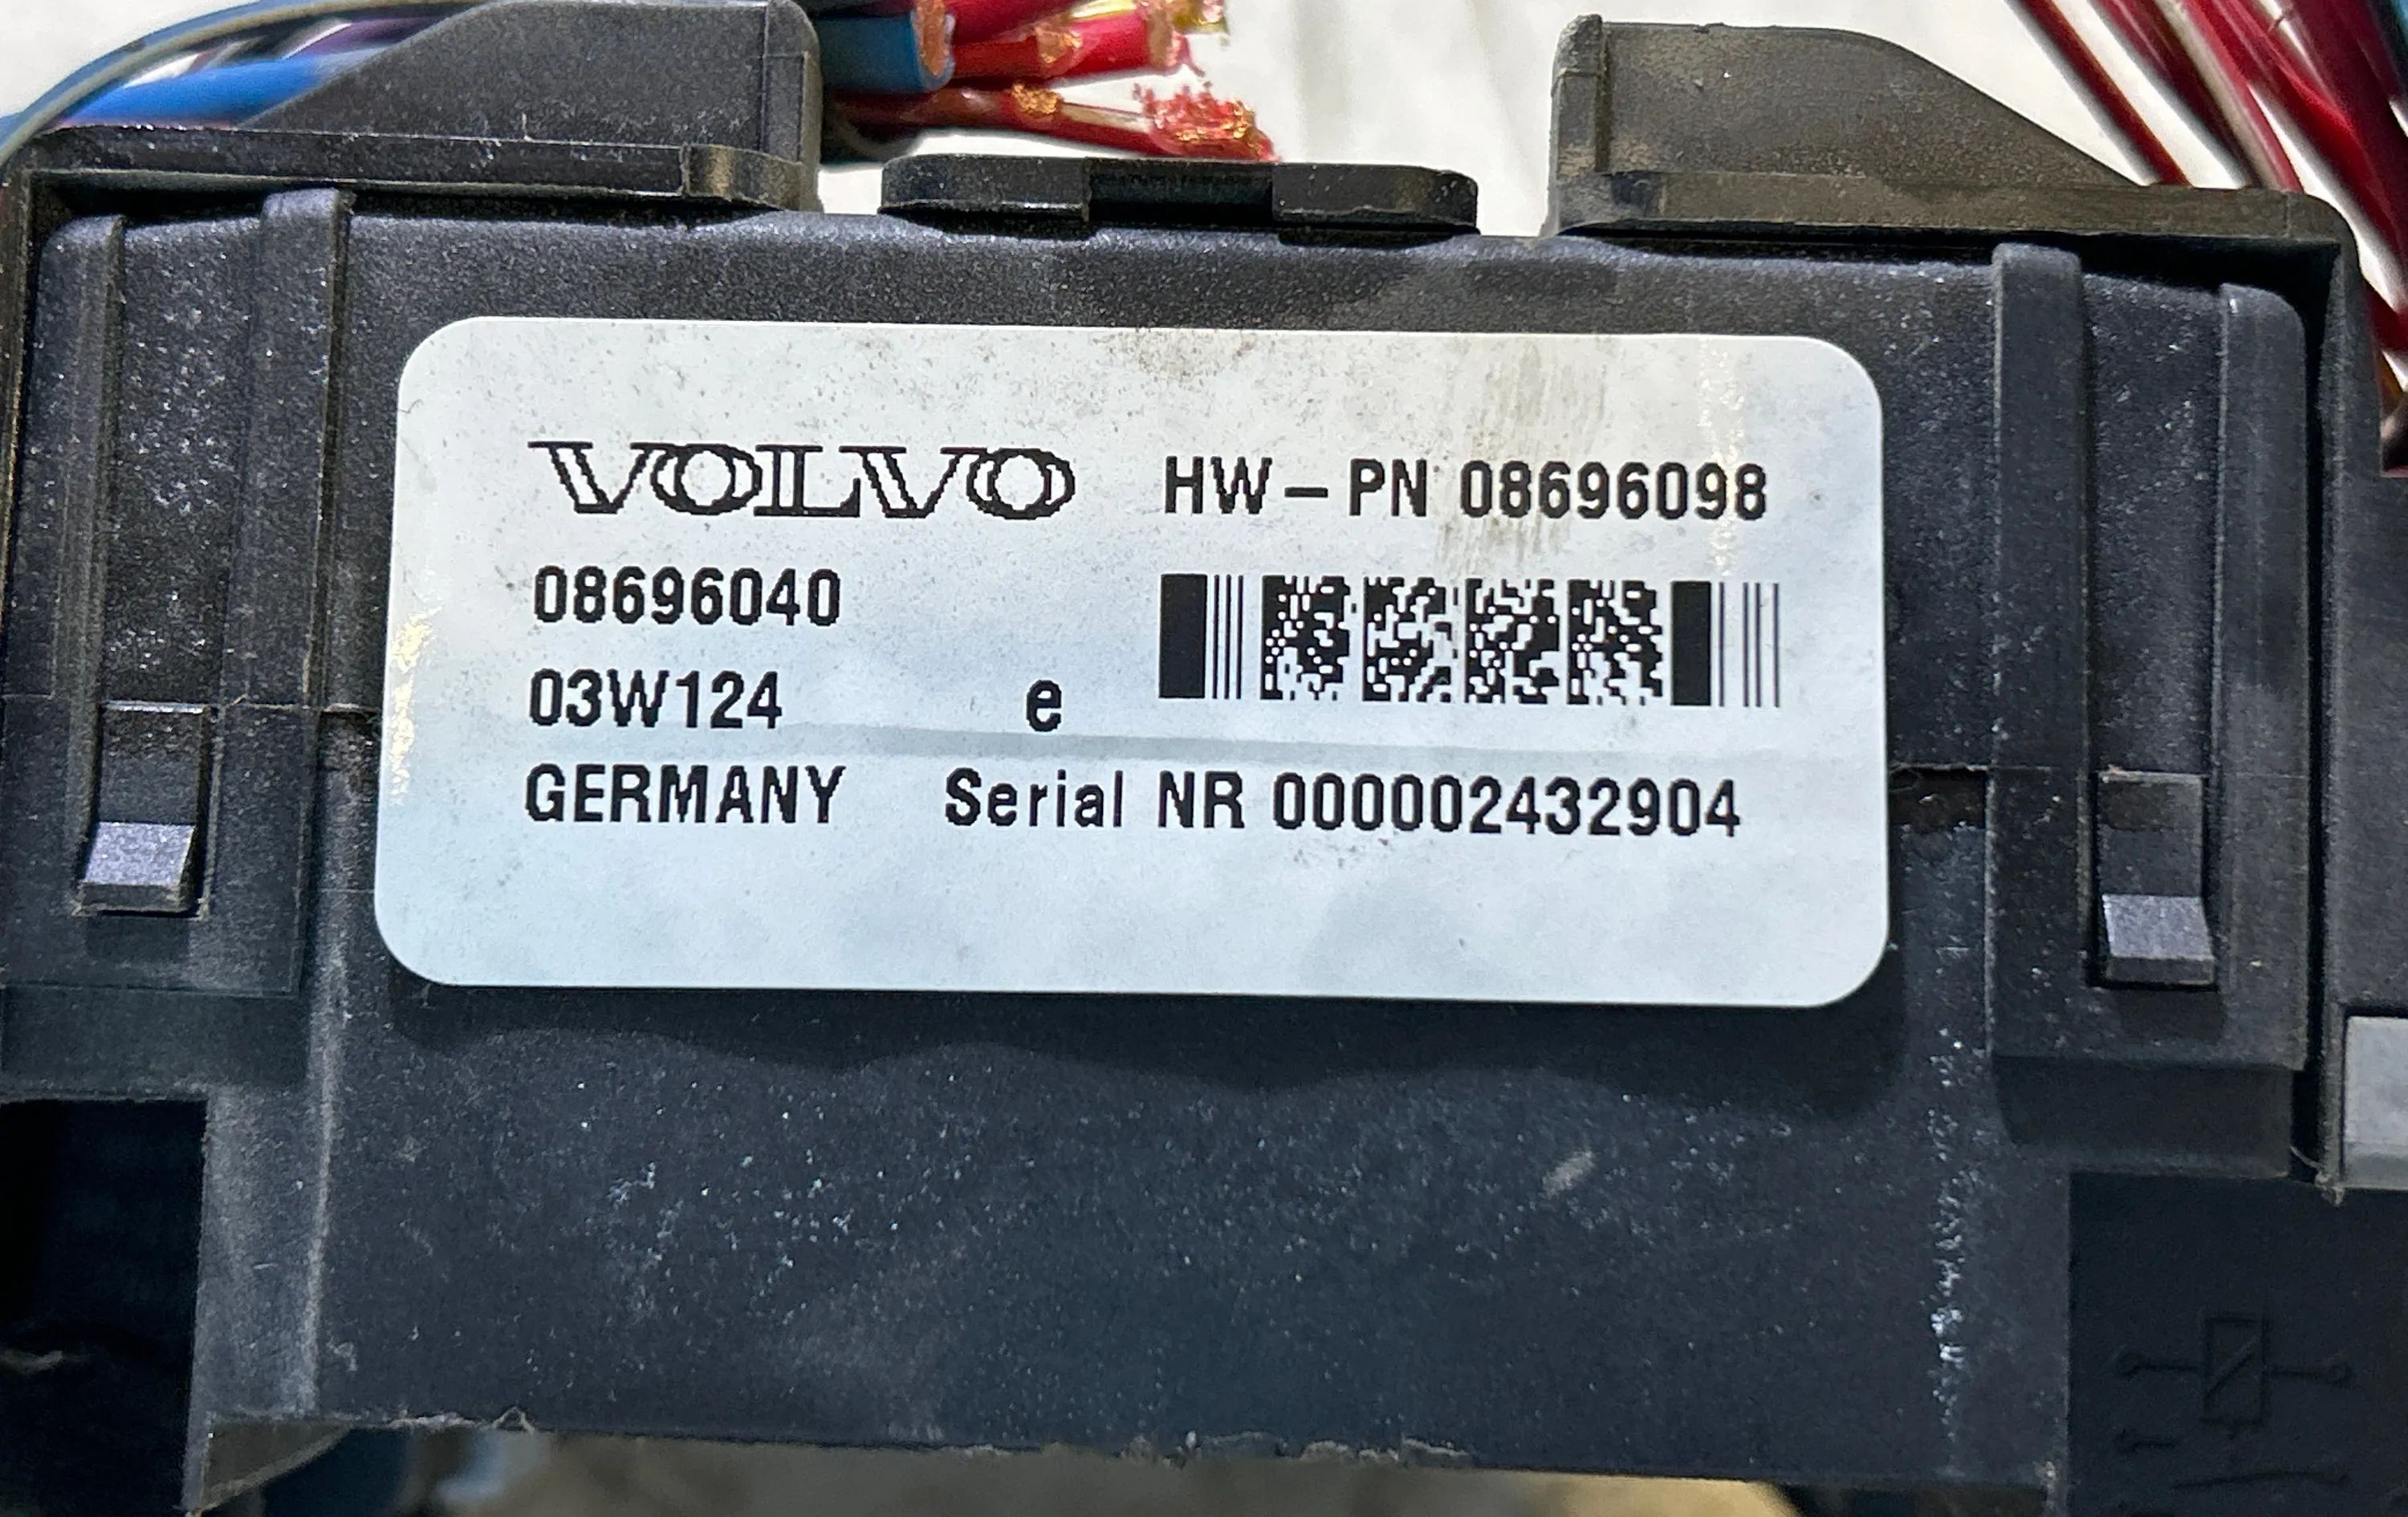 VOLVO HW-PN 08696098
08696040
03W124 e
GERMANY Serial NR 000002432904